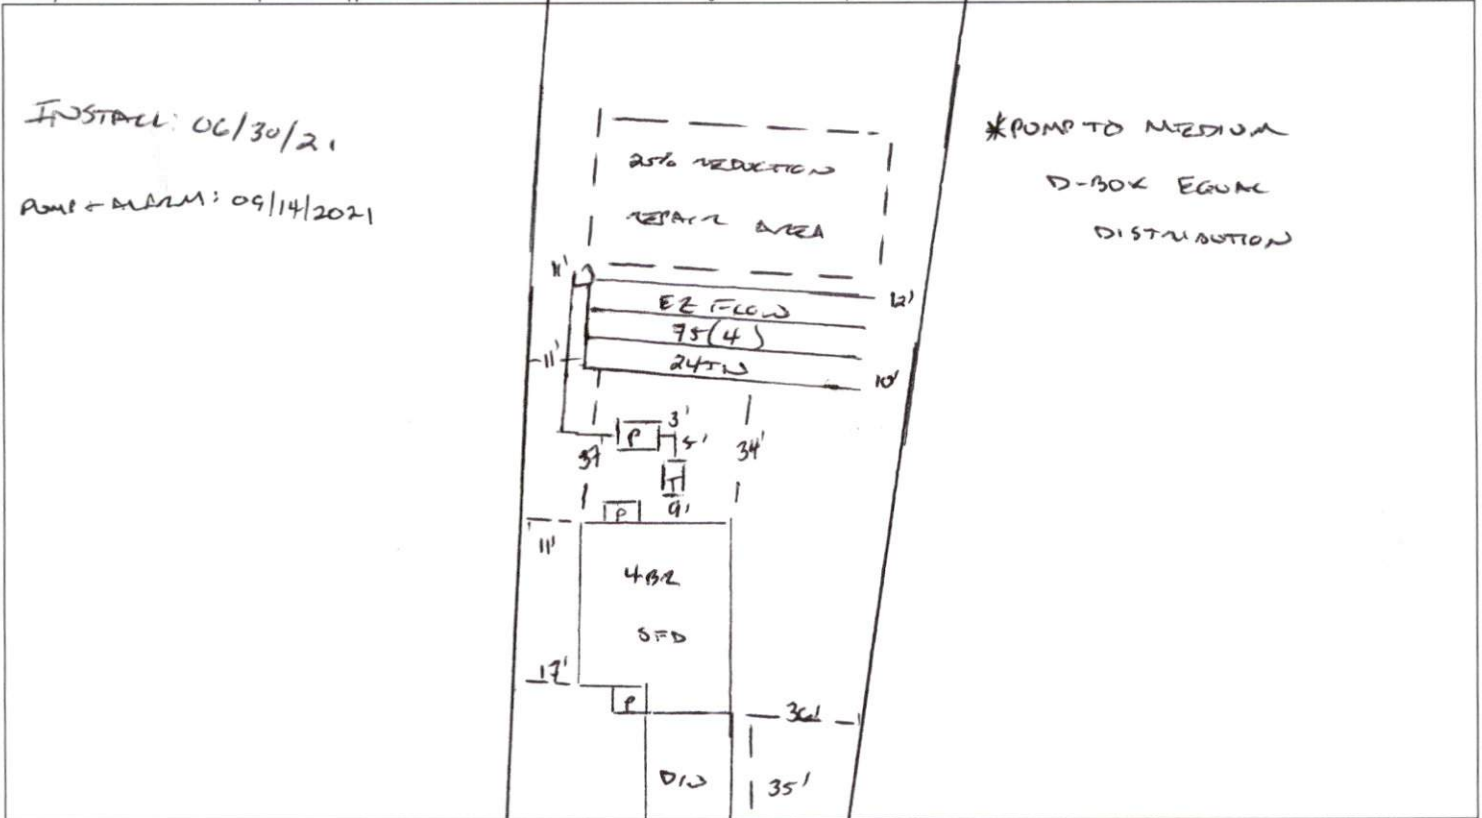 INSTALL: 06/30/21
PUMP + ALARM: 09/14/2021
*PUMP TO MEDIUM
D-BOX EQUAL
DISTRIBUTION
25% REDUCTION
REPAIR AREA
11'
12'
EZ FLOW
75(4)
24IN
11'
10'
3'
P
5'
37'
34'
T
9'
P
11'
4BR
SFD
17'
P
36'
D/W
35'